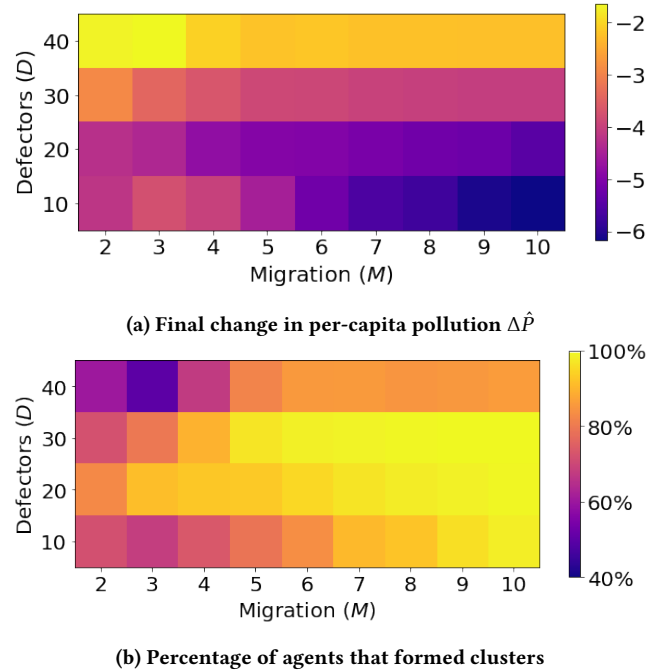 40
30
20
10
Defectors (D)
2 3 4 5 6 7 8 9 10
Migration (M)
−2
−3
−4
−5
−6
(a) Final change in per-capita pollution ΔP̂
40
30
20
10
Defectors (D)
2 3 4 5 6 7 8 9 10
Migration (M)
100%
80%
60%
40%
(b) Percentage of agents that formed clusters